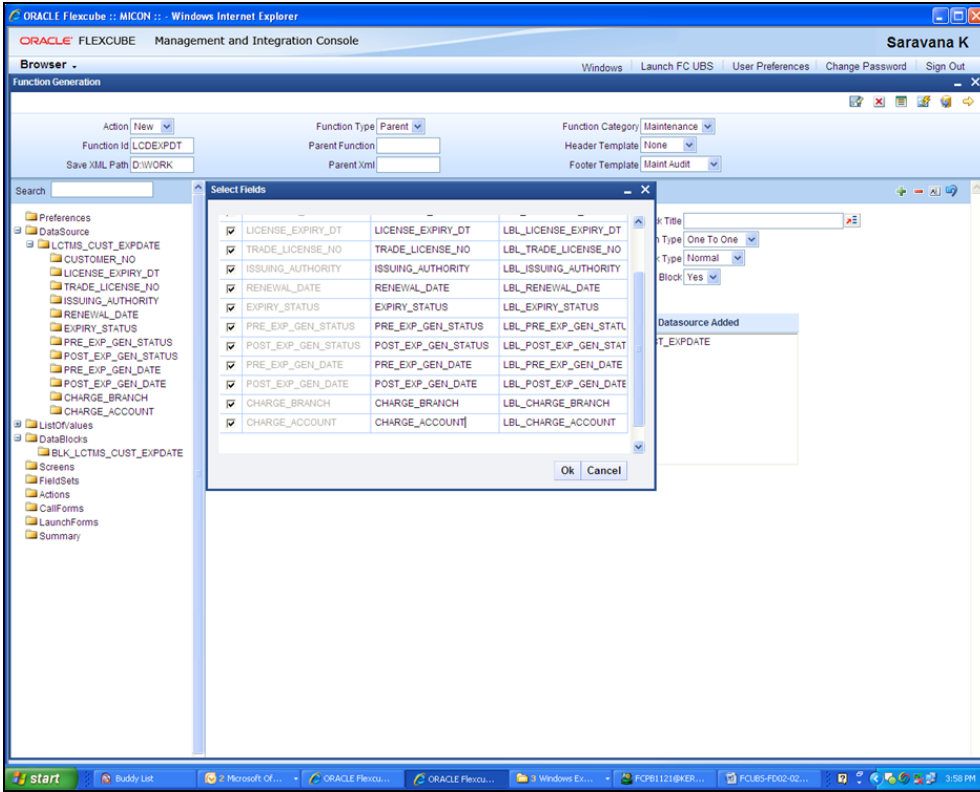 ORACLE Flexcube :: MICON :: - Windows Internet Explorer
ORACLE FLEXCUBE Management and Integration Console
Saravana K
Browser
Windows Launch FC UBS User Preferences Change Password Sign Out
Function Generation
Action New Function Type Parent Function Category Maintenance
Function Id LCDEXPDT Parent Function Header Template None
Save XML Path D:\WORK Parent Xml Footer Template Maint Audit
Search
Preferences
DataSource
LCTMS_CUST_EXPDATE
CUSTOMER_NO
LICENSE_EXPIRY_DT
TRADE_LICENSE_NO
ISSUING_AUTHORITY
RENEWAL_DATE
EXPIRY_STATUS
PRE_EXP_GEN_STATUS
POST_EXP_GEN_STATUS
PRE_EXP_GEN_DATE
POST_EXP_GEN_DATE
CHARGE_BRANCH
CHARGE_ACCOUNT
ListOfValues
DataBlocks
BLK_LCTMS_CUST_EXPDATE
Screens
FieldSets
Actions
CallForms
LaunchForms
Summary
Select Fields
LICENSE_EXPIRY_DT LICENSE_EXPIRY_DT LBL_LICENSE_EXPIRY_DT
TRADE_LICENSE_NO TRADE_LICENSE_NO LBL_TRADE_LICENSE_NO
ISSUING_AUTHORITY ISSUING_AUTHORITY LBL_ISSUING_AUTHORITY
RENEWAL_DATE RENEWAL_DATE LBL_RENEWAL_DATE
EXPIRY_STATUS EXPIRY_STATUS LBL_EXPIRY_STATUS
PRE_EXP_GEN_STATUS PRE_EXP_GEN_STATUS LBL_PRE_EXP_GEN_STATU
POST_EXP_GEN_STATUS POST_EXP_GEN_STATUS LBL_POST_EXP_GEN_STAT
PRE_EXP_GEN_DATE PRE_EXP_GEN_DATE LBL_PRE_EXP_GEN_DATE
POST_EXP_GEN_DATE POST_EXP_GEN_DATE LBL_POST_EXP_GEN_DATE
CHARGE_BRANCH CHARGE_BRANCH LBL_CHARGE_BRANCH
CHARGE_ACCOUNT CHARGE_ACCOUNT LBL_CHARGE_ACCOUNT
Ok Cancel
k Title
n Type One To One
k Type Normal
Block Yes
Datasource Added
T_EXPDATE
start Buddy List 2 Microsoft Of... ORACLE Flexcu... ORACLE Flexcu... 3 Windows Ex... FCPB1121@KER... FCUBS-FD02-02... 3:58 PM